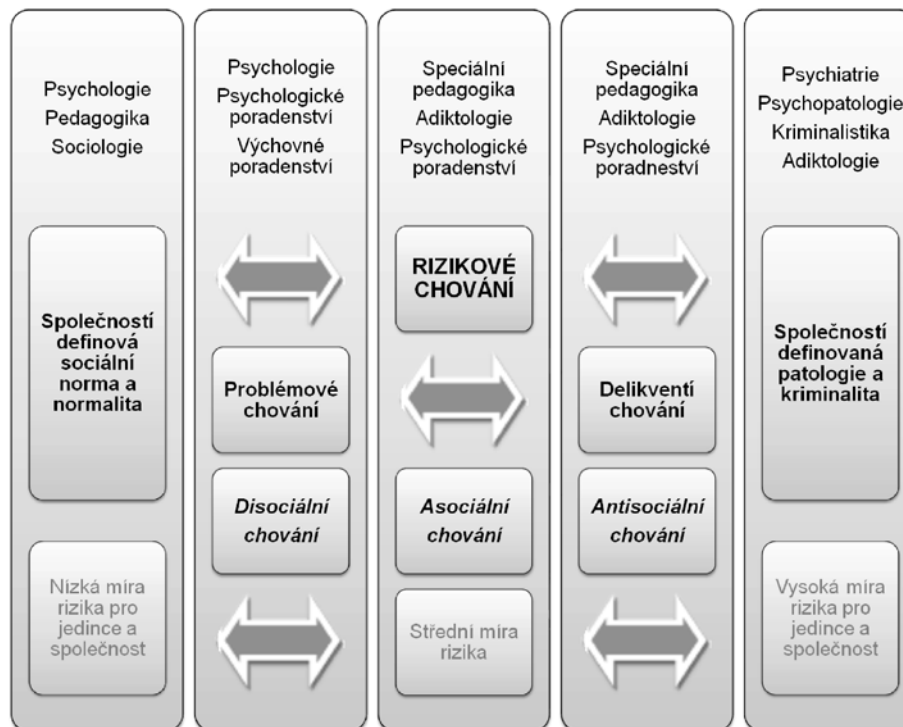 Psychologie
Pedagogika
Sociologie
Společností
definová
sociální
norma a
normalita
Nízká míra
rizika pro
jedince a
společnost
Psychologie
Psychologické
poradenství
Výchovné
poradenství
Problémové
chování
Disociální
chování
Speciální
pedagogika
Adiktologie
Psychologické
poradenství
RIZIKOVÉ
CHOVÁNÍ
Asociální
chování
Střední míra
rizika
Speciální
pedagogika
Adiktologie
Psychologické
poradneství
Delikventí
chování
Antisociální
chování
Psychiatrie
Psychopatologie
Kriminalistika
Adiktologie
Společností
definovaná
patologie a
kriminalita
Vysoká míra
rizika pro
jedince a
společnost